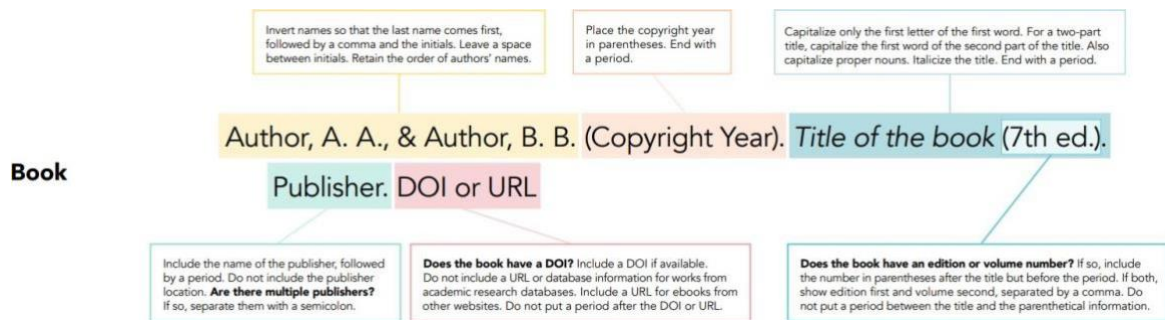 Invert names so that the last name comes first,
followed by a comma and the initials. Leave a space
between initials. Retain the order of authors' names.
Place the copyright year
in parentheses. End with
a period.
Capitalize only the first letter of the first word. For a two-part
title, capitalize the first word of the second part of the title. Also
capitalize proper nouns. Italicize the title. End with a period.
Author, A. A., & Author, B. B. (Copyright Year). Title of the book (7th ed.).
Book
Publisher. DOI or URL
Include the name of the publisher, followed
by a period. Do not include the publisher
location. Are there multiple publishers?
If so, separate them with a semicolon.
Does the book have a DOI? Include a DOI if available.
Do not include a URL or database information for works from
academic research databases. Include a URL for ebooks from
other websites. Do not put a period after the DOI or URL.
Does the book have an edition or volume number? If so, include
the number in parentheses after the title but before the period. If both,
show edition first and volume second, separated by a comma. Do
not put a period between the title and the parenthetical information.